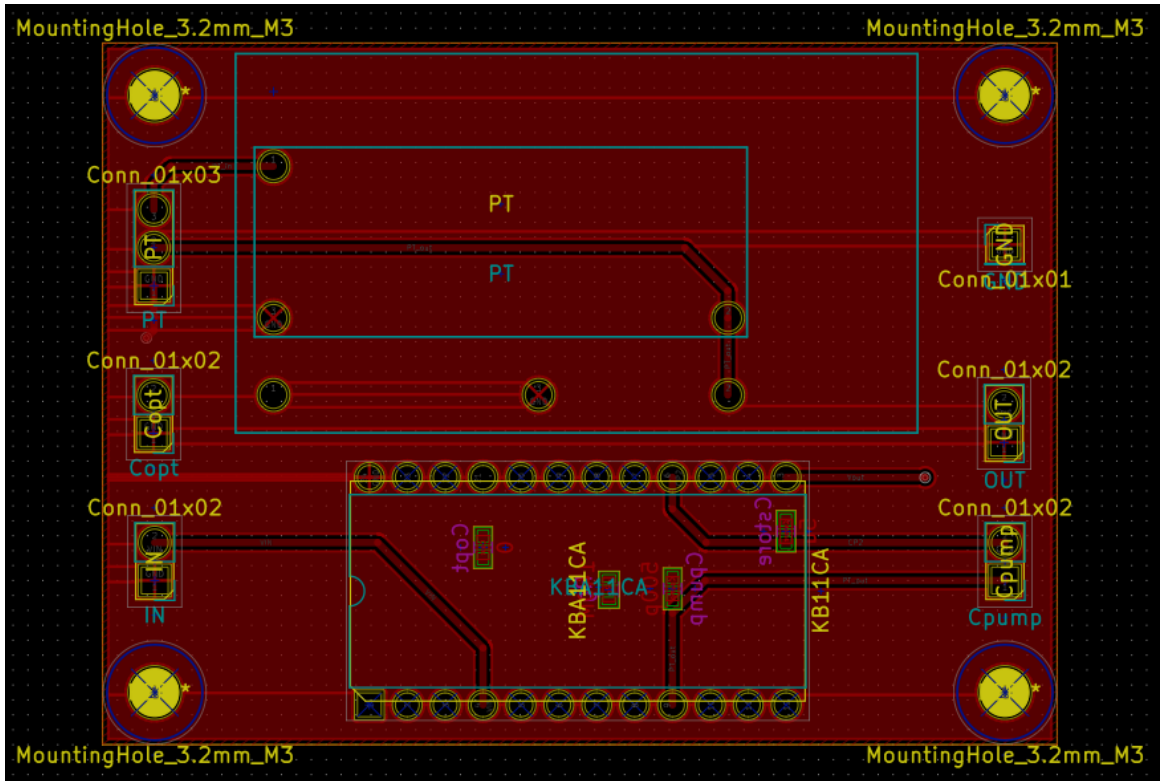 MountingHole_3.2mm_M3
MountingHole_3.2mm_M3
Conn_01x03
PT
PT
PT
PT
GND
Conn_01x01
Conn_01x02
Copt
Copt
Conn_01x02
OUT
OUT
Conn_01x02
IN
IN
Copt
KBA11CA
KBA11CA
Cpump
Cstore
KB11CA
Conn_01x02
Cpump
Cpump
MountingHole_3.2mm_M3
MountingHole_3.2mm_M3